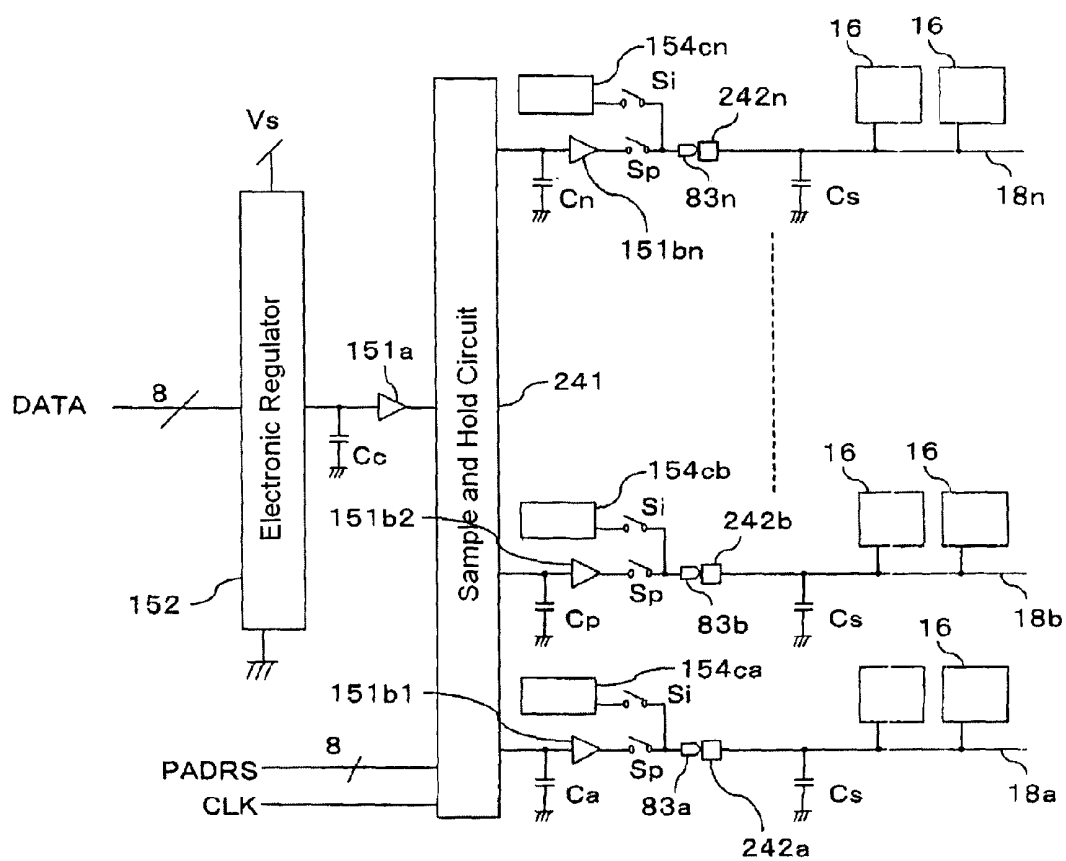 154cn
16
16
Si
242n
Vs
Sp
Cn
83n
Cs
18n
151bn
Electronic Regulator
151a
Sample and Hold Circuit
241
DATA
8
Cc
154cb
16
16
Si
242b
151b2
152
Sp
Cp
83b
Cs
18b
154ca
16
Si
151b1
8
PADRS
CLK
Sp
Ca
83a
Cs
18a
242a